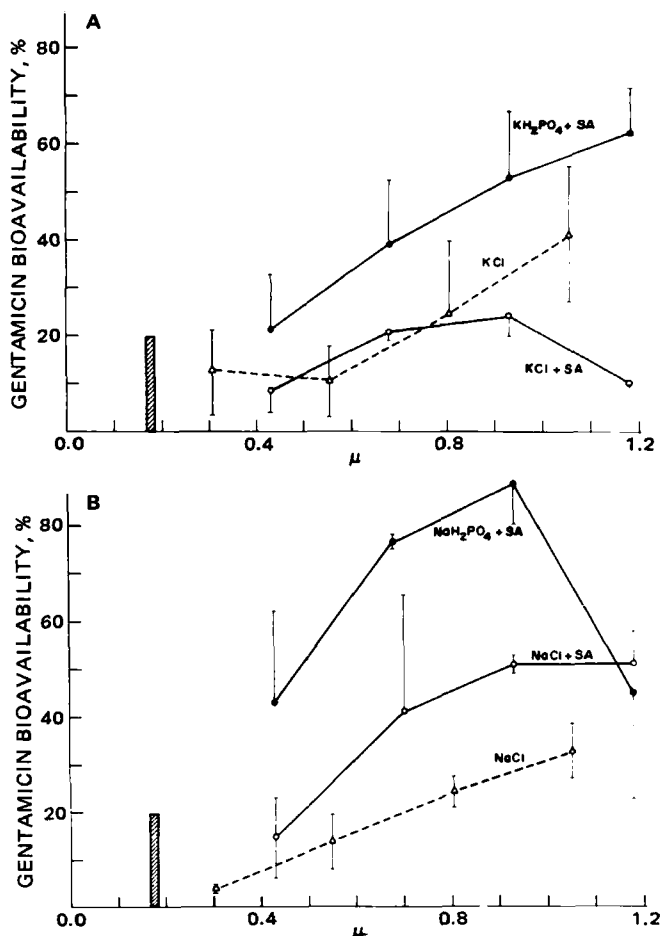 A
GENTAMICIN BIOAVAILABILITY, %
80
60
40
20
KH₂PO₄ + SA
KCl
KCl + SA
0.0 0.4 0.8 1.2
μ
B
GENTAMICIN BIOAVAILABILITY, %
80
60
40
20
NaH₂PO₄ + SA
NaCl + SA
NaCl
0.0 0.4 0.8 1.2
μ